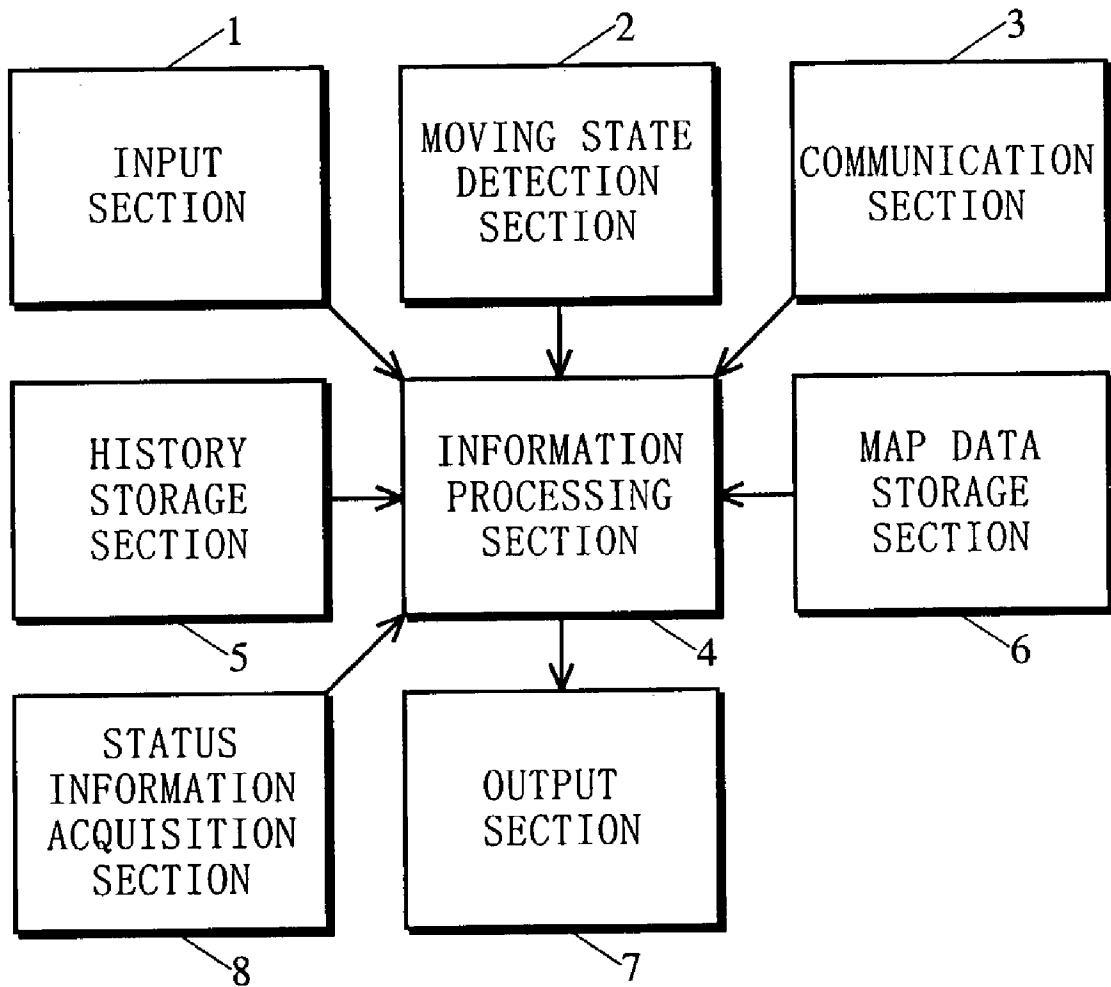 1
2
3
INPUT
SECTION
MOVING STATE
DETECTION
SECTION
COMMUNICATION
SECTION
HISTORY
STORAGE
SECTION
INFORMATION
PROCESSING
SECTION
MAP DATA
STORAGE
SECTION
5
4
6
STATUS
INFORMATION
ACQUISITION
SECTION
OUTPUT
SECTION
8
7